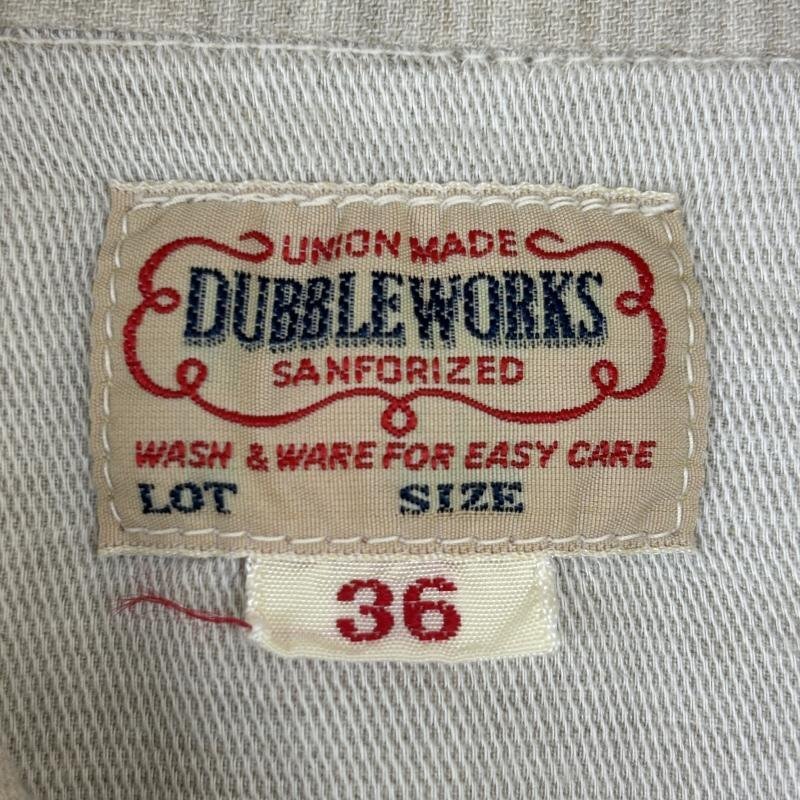 UNION MADE
DUBBLEWORKS
SANFORIZED
WASH & WARE FOR EASY CARE
LOT SIZE
36